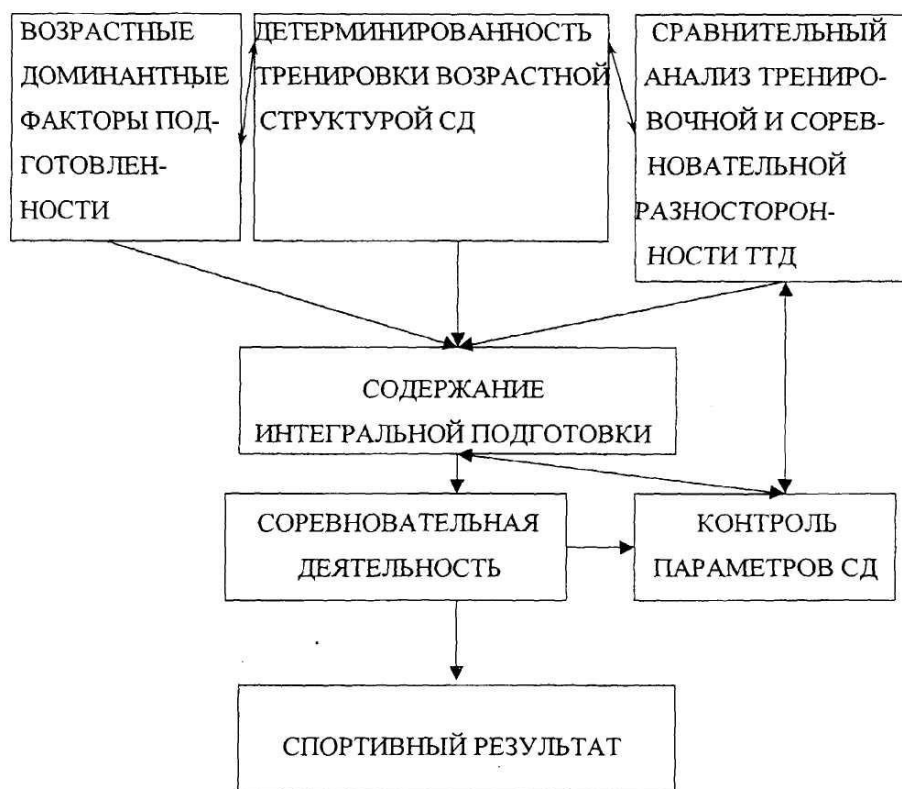 ВОЗРАСТНЫЕ
ДОМИНАНТНЫЕ
ФАКТОРЫ ПОД-
ГОТОВЛЕН-
НОСТИ
ДЕТЕРМИНИРОВАННОСТЬ
ТРЕНИРОВКИ ВОЗРАСТНОЙ
СТРУКТУРОЙ СД
СРАВНИТЕЛЬНЫЙ
АНАЛИЗ ТРЕНИРО-
ВОЧНОЙ И СОРЕВ-
НОВАТЕЛЬНОЙ
РАЗНОСТОРОН-
НОСТИ ТТД
СОДЕРЖАНИЕ
ИНТЕГРАЛЬНОЙ ПОДГОТОВКИ
СОРЕВНОВАТЕЛЬНАЯ
ДЕЯТЕЛЬНОСТЬ
КОНТРОЛЬ
ПАРАМЕТРОВ СД
СПОРТИВНЫЙ РЕЗУЛЬТАТ